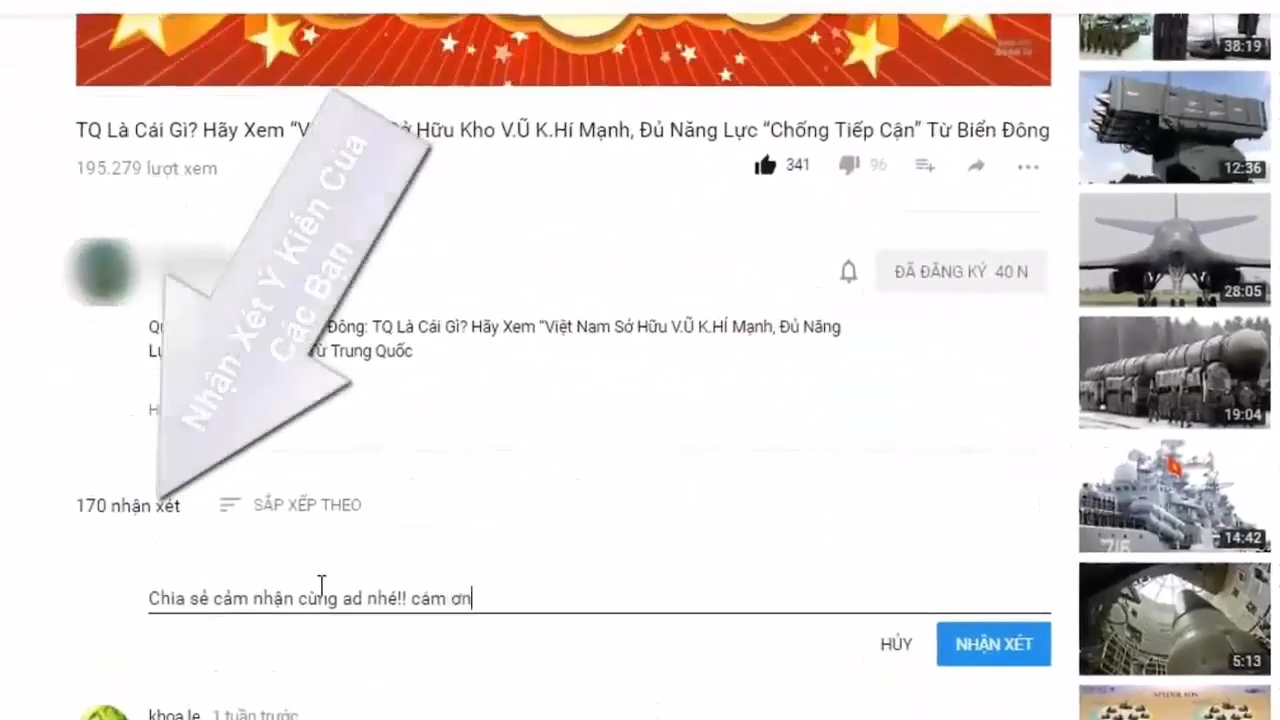 38:19
TQ Là Cái Gì? Hãy Xem “V Sở Hữu Kho V.Ũ K.Hí Mạnh, Đủ Năng Lực “Chống Tiếp Cận” Từ Biển Đông
195.279 lượt xem
341
96
12:36
28:05
ĐÃ ĐĂNG KÝ 40 N
Nhận Xét Ý Kiến Của
Các Bạn
Đông: TQ Là Cái Gì? Hãy Xem “Việt Nam Sở Hữu V.Ũ K.HÍ Mạnh, Đủ Năng
Từ Trung Quốc
19:04
170 nhận xét
SẮP XẾP THEO
14:42
Chia sẻ cảm nhận cùng ad nhé!! cám ơn
HỦY
NHẬN XÉT
5:13
khoa le 1 tuần trước